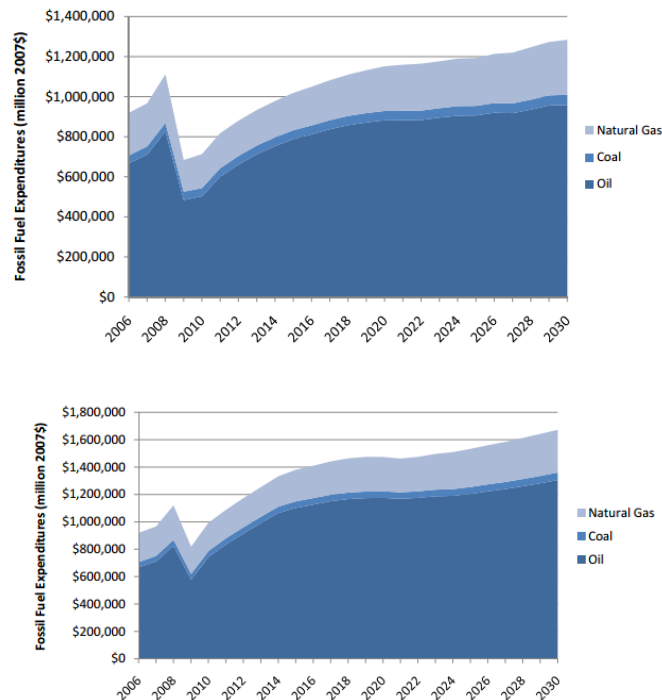 Fossil Fuel Expenditures (million 2007$)
$1,400,000
$1,200,000
$1,000,000
$800,000
$600,000
$400,000
$200,000
$0
Natural Gas
Coal
Oil
2006 2008 2010 2012 2014 2016 2018 2020 2022 2024 2026 2028 2030
Fossil Fuel Expenditures (million 2007$)
$1,800,000
$1,600,000
$1,400,000
$1,200,000
$1,000,000
$800,000
$600,000
$400,000
$200,000
$0
Natural Gas
Coal
Oil
2006 2008 2010 2012 2014 2016 2018 2020 2022 2024 2026 2028 2030